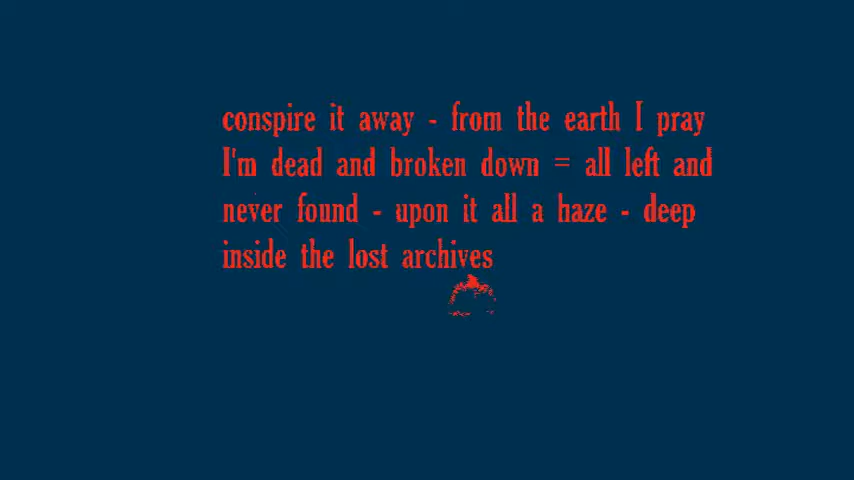 conspire it away - from the earth I pray
I'm dead and broken down = all left and
never found - upon it all a haze - deep
inside the lost archives